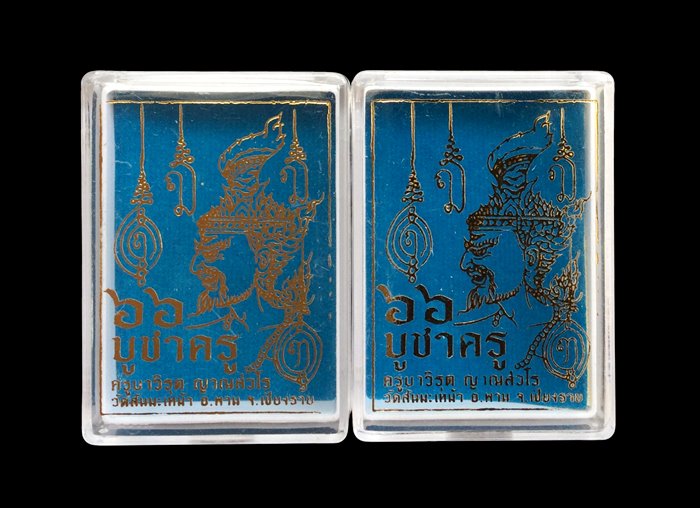 ๖๖
บูชาครู
ครูบาวิรุต ญาณสํวโร
อ.พาน จ.เชียงราย
๖๖
บูชาครู
ครูบาวิรุต ญาณสํวโร
อ.พาน จ.เชียงราย